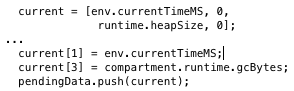 current = [env.currentTimeMS, 0,
runtime.heapSize, 0];
...
current[1] = env.currentTimeMS;
current[3] = compartment.runtime.gcBytes;
pendingData.push(current);